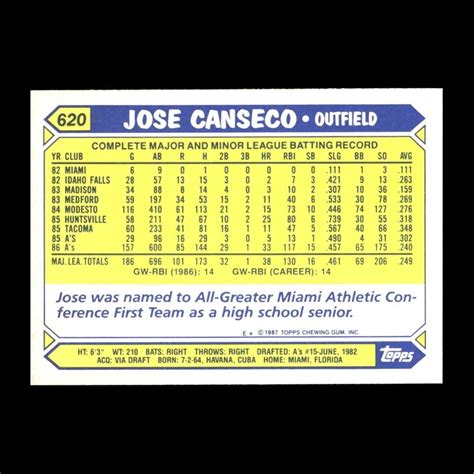 620 JOSE CANSECO • OUTFIELD
COMPLETE MAJOR AND MINOR LEAGUE BATTING RECORD
YR CLUB G AB R H 2B 3B HR RBI SB SLG BB SO AVG
82 MIAMI 6 9 0 1 0 0 0 0 0 .111 1 3 .111
82 IDAHO FALLS 28 57 13 15 3 0 2 7 3 .421 9 13 .263
83 MADISON 34 88 8 14 4 0 3 10 2 .307 10 36 .159
83 MEDFORD 59 197 34 53 15 2 11 40 6
84 MODESTO 116 410 61 113 21 2 15 73 10 .276
85 HUNTSVILLE 58 211 47 67 10 2 25 80 6 .739 30 55 .318
85 TACOMA 60 233 41 81 16 1 11 47 5 .348
85 A's 29 96 16 29 3 0 5 13 1 .490 4 31 .302
86 A's 157 600 85 144 29 1 33 117 15 .457 65 175 .240
MAJ. LEA. TOTALS 186 696 101 173 32 1 38 130 16 .461 69 206 .249
GW-RBI (1986): 14 GW-RBI (CAREER): 14
Jose was named to All-Greater Miami Athletic Con-
ference First Team as a high school senior.
©1987 TOPPS CHEWING GUM, INC.
HT: 6'3" WT: 210 BATS: RIGHT THROWS: RIGHT DRAFTED: A's #15-JUNE, 1982
ACQ: VIA DRAFT BORN: 7-2-64, HAVANA, CUBA HOME: MIAMI, FLORIDA
Topps